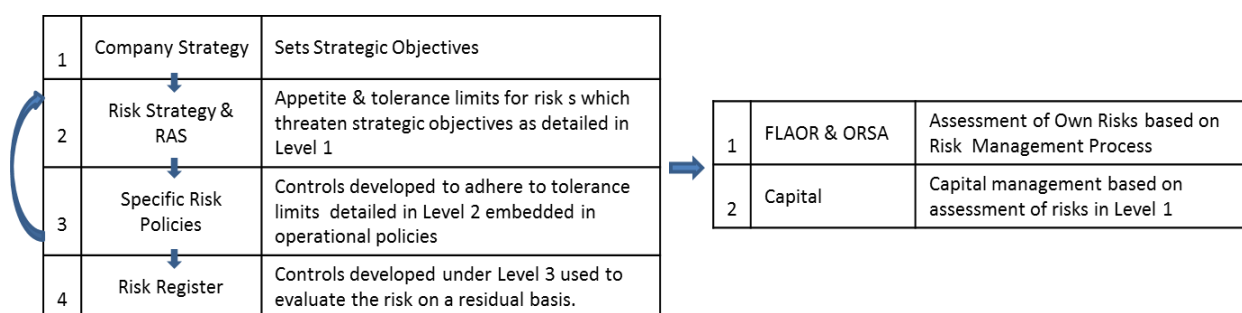 1
Company Strategy
Sets Strategic Objectives
2
Risk Strategy &
RAS
Appetite & tolerance limits for risk s which
threaten strategic objectives as detailed in
Level 1
3
Specific Risk
Policies
Controls developed to adhere to tolerance
limits detailed in Level 2 embedded in
operational policies
4
Risk Register
Controls developed under Level 3 used to
evaluate the risk on a residual basis.
1
FLAOR & ORSA
Assessment of Own Risks based on
Risk Management Process
2
Capital
Capital management based on
assessment of risks in Level 1